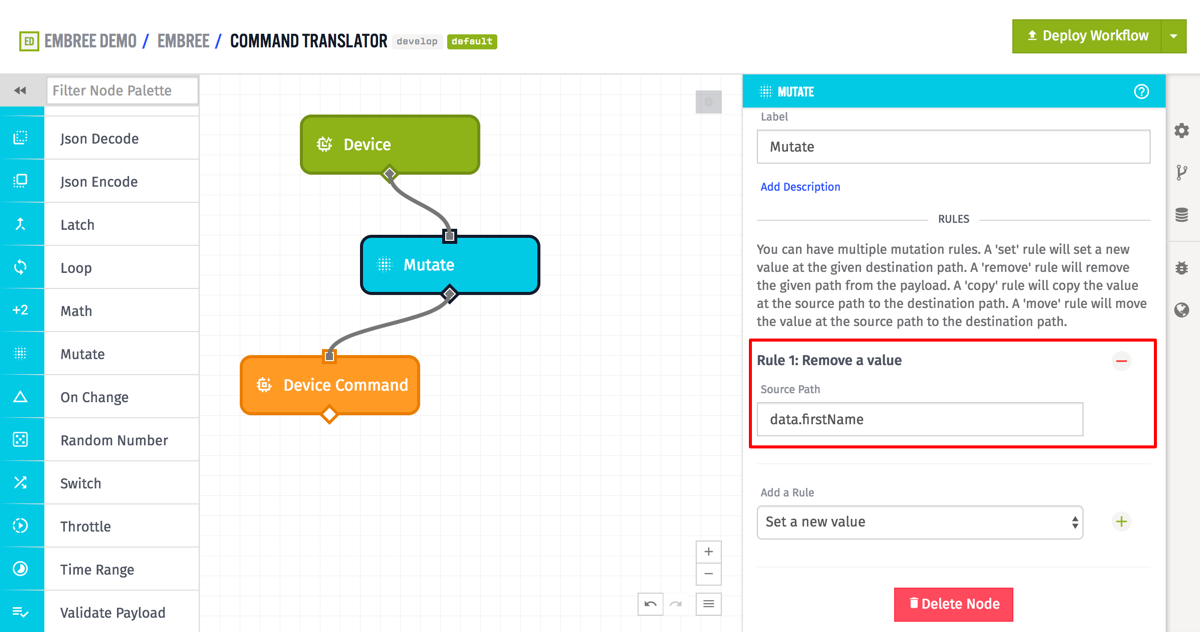 ED EMBREE DEMO / EMBREE / COMMAND TRANSLATOR develop default
Deploy Workflow
Filter Node Palette
Json Decode
Json Encode
Latch
Loop
+2 Math
Mutate
On Change
Random Number
Switch
Throttle
Time Range
Validate Payload
Device
Mutate
Device Command
MUTATE
Label
Mutate
Add Description
RULES
You can have multiple mutation rules. A 'set' rule will set a new
value at the given destination path. A 'remove' rule will remove
the given path from the payload. A 'copy' rule will copy the value
at the source path to the destination path. A 'move' rule will move
the value at the source path to the destination path.
Rule 1: Remove a value
Source Path
data.firstName
Add a Rule
Set a new value
Delete Node